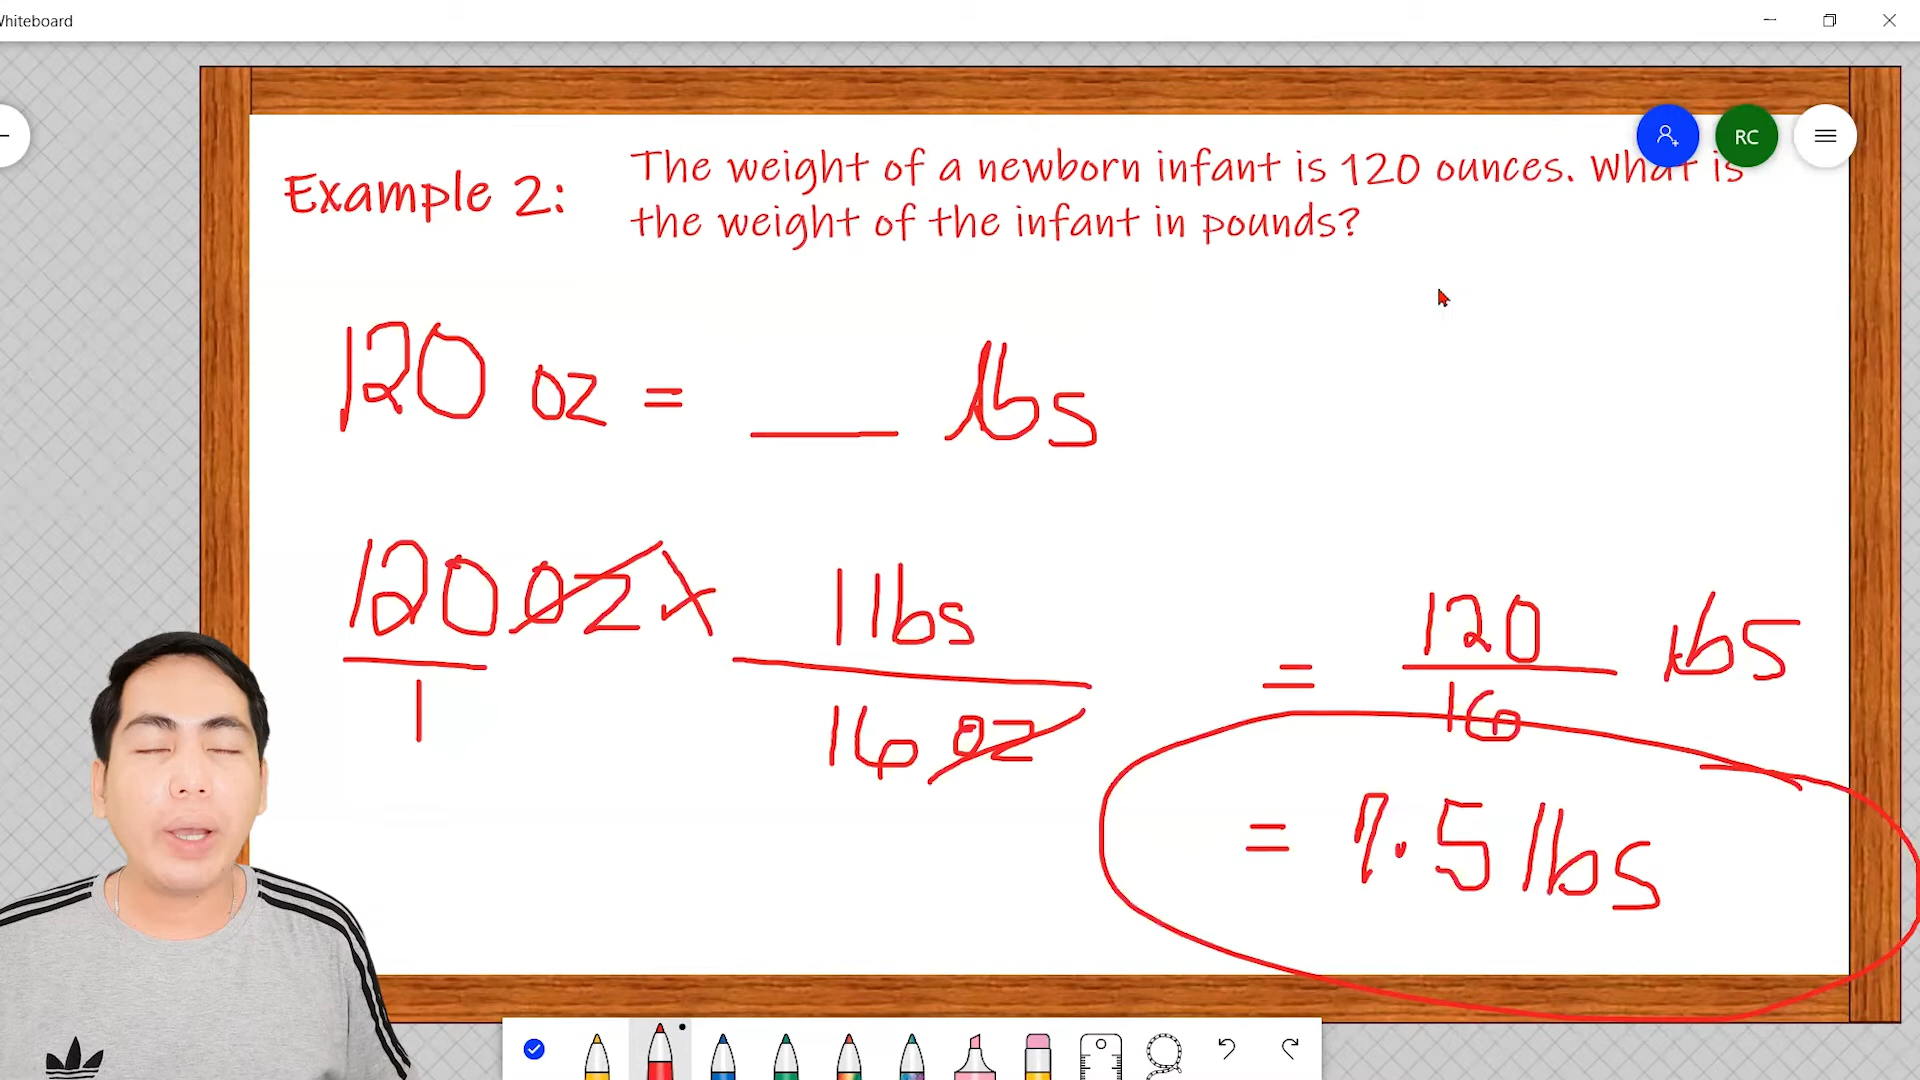 Whiteboard
RC
Example 2:
The weight of a newborn infant is 120 ounces. What is
the weight of the infant in pounds?
120 oz = ___ lbs
120 oz x 1 lbs = 120 lbs
1 16 oz 16
= 7.5 lbs